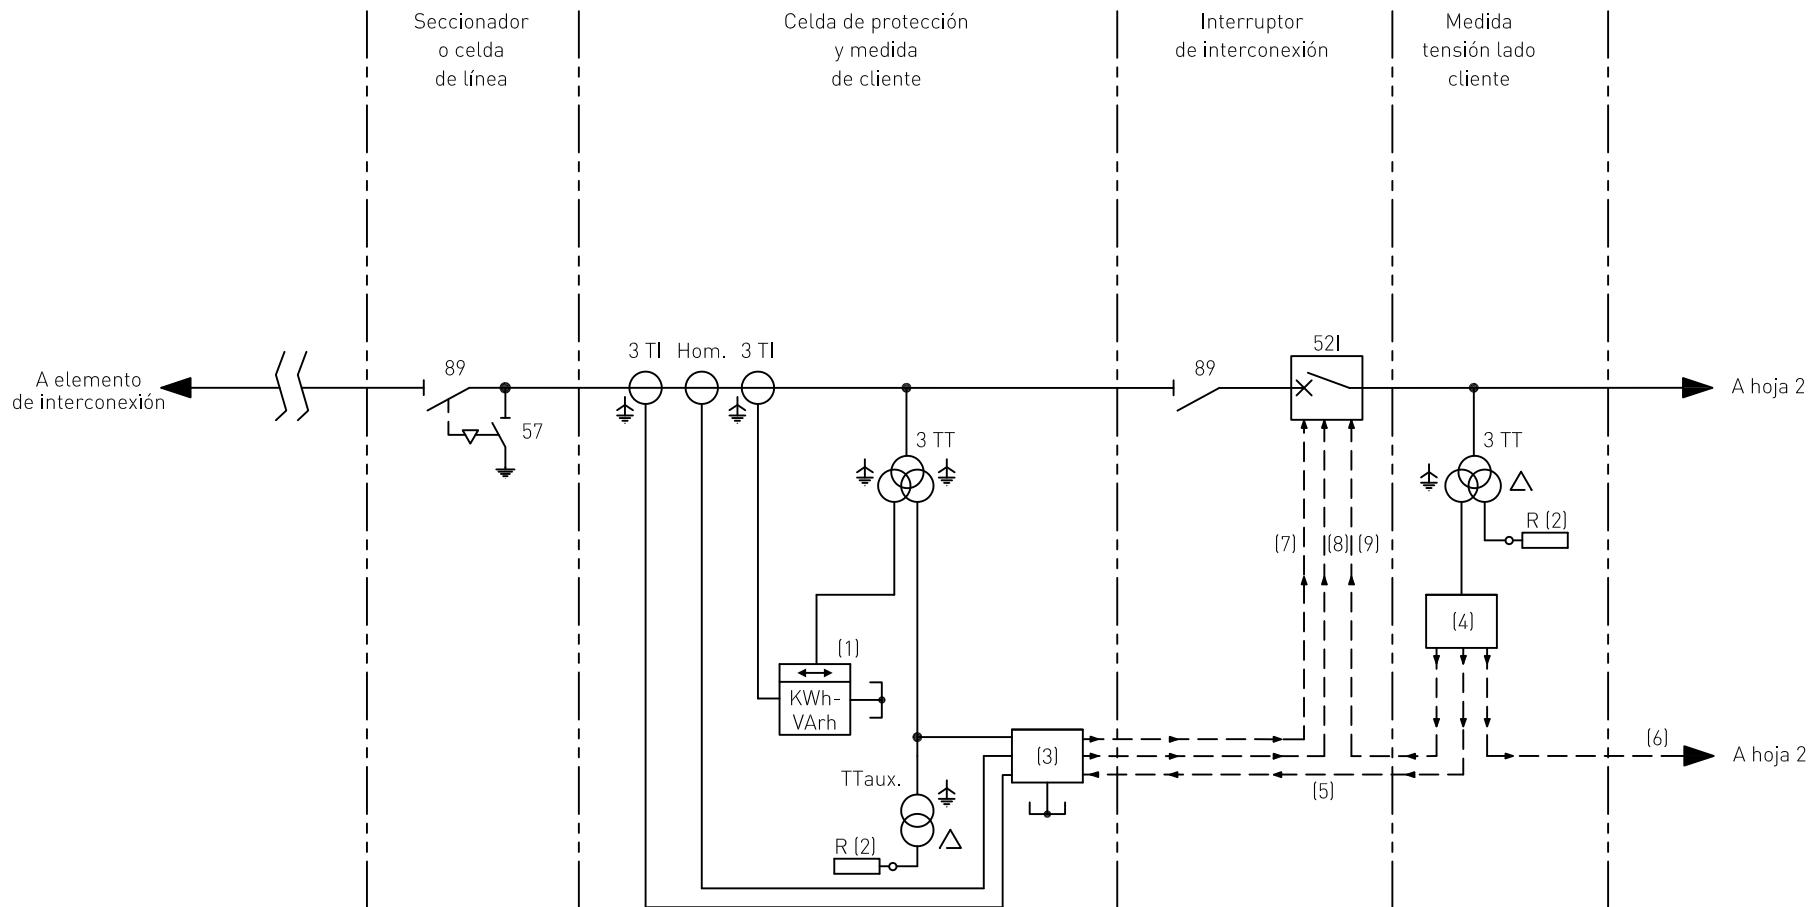 Seccionador
o celda
de línea
Celda de protección
y medida
de cliente
Interruptor
de interconexión
Medida
tensión lado
cliente
A elemento
de interconexión
89
57
3 TI
Hom.
3 TI
3 TT
89
52I
3 TT
A hoja 2
R (2)
(7)
(8)
(9)
(4)
(1)
KWh-
VArh
(3)
(6)
A hoja 2
TTaux.
(5)
R (2)